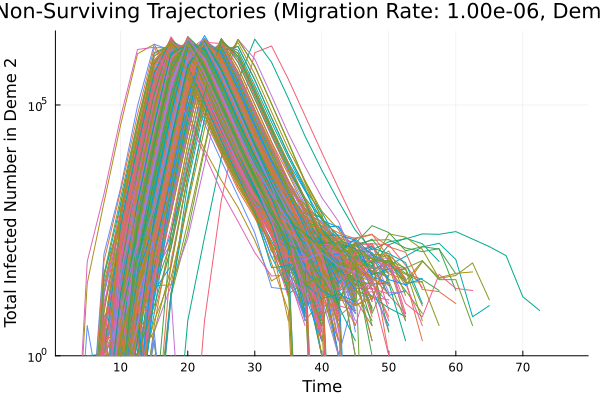 Non-Surviving Trajectories (Migration Rate: 1.00e-06, Dem
Total Infected Number in Deme 2
10^5
10^0
10 20 30 40 50 60 70
Time